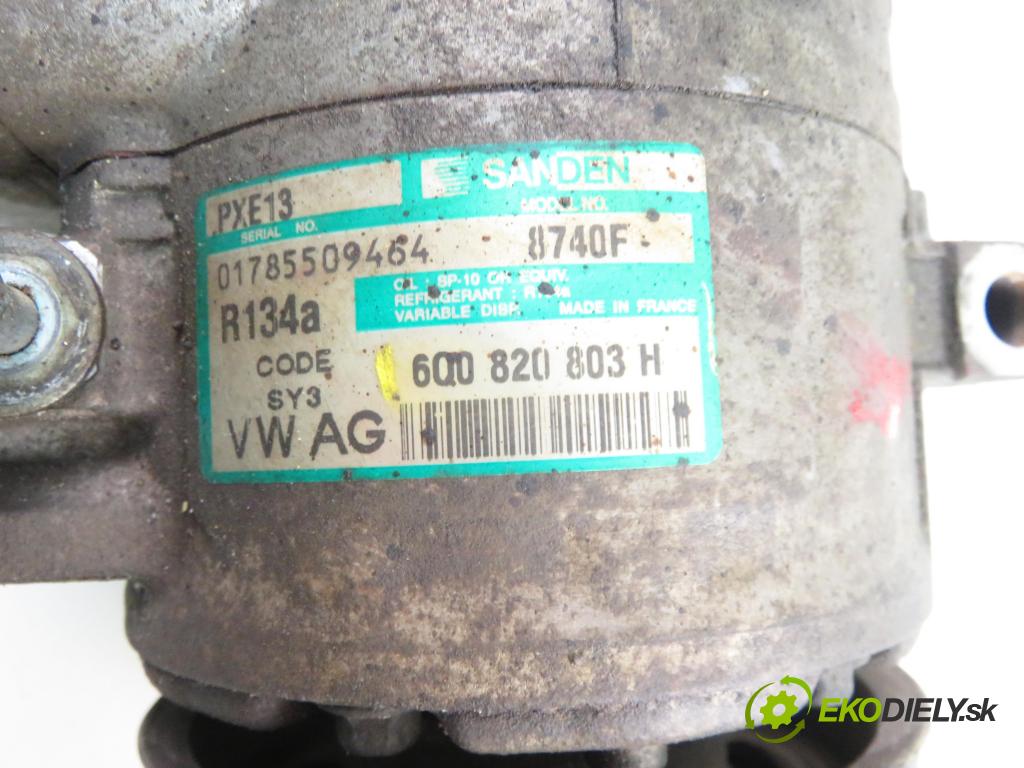 PXE13
SANDEN
SERIAL NO.
MODEL NO.
01785509464
8740F
R134a
OIL : SP-10 OR EQUIV.
REFRIGERANT : R134a
VARIABLE DISP. MADE IN FRANCE
CODE
SY3
6Q0 820 803 H
VW AG
EKODIELY.sk